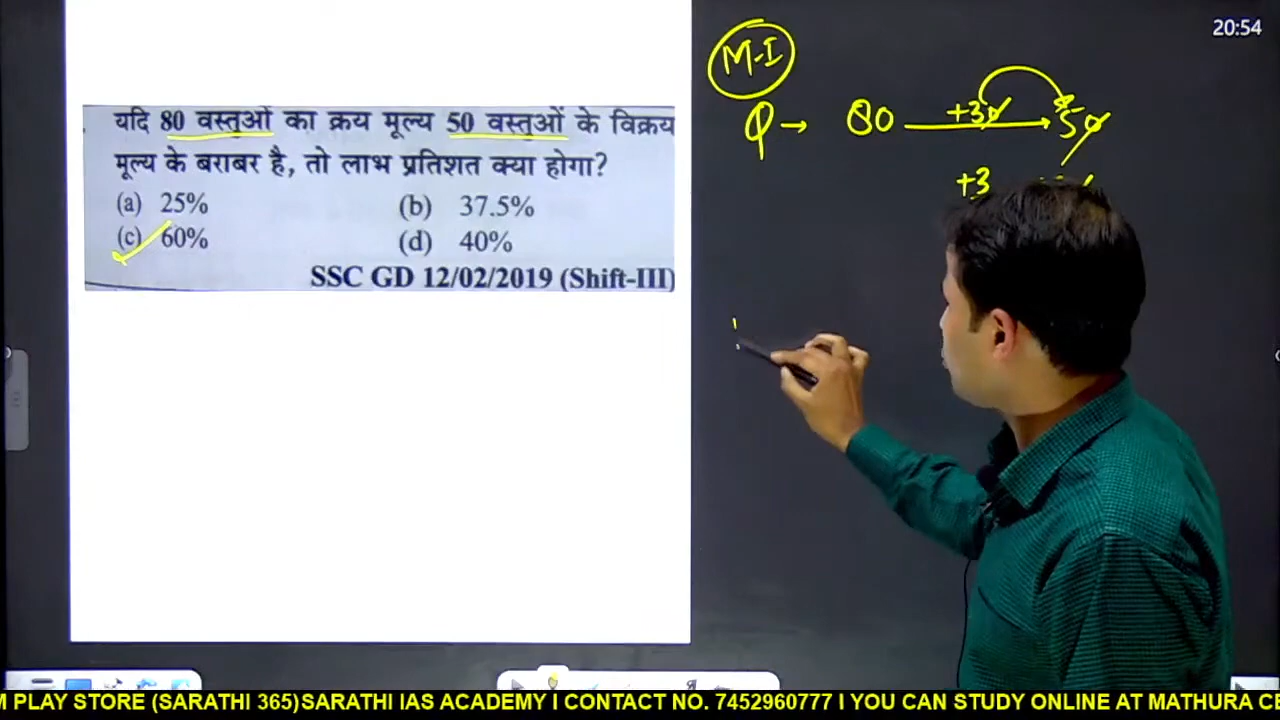 20:54
यदि 80 वस्तुओं का क्रय मूल्य 50 वस्तुओं के विक्रय
मूल्य के बराबर है, तो लाभ प्रतिशत क्या होगा?
(a) 25% (b) 37.5%
(c) 60% (d) 40%
SSC GD 12/02/2019 (Shift-III)
M-I
φ → 80 +30 50
+3
M PLAY STORE (SARATHI 365)SARATHI IAS ACADEMY I CONTACT NO. 7452960777 I YOU CAN STUDY ONLINE AT MATHURA CE